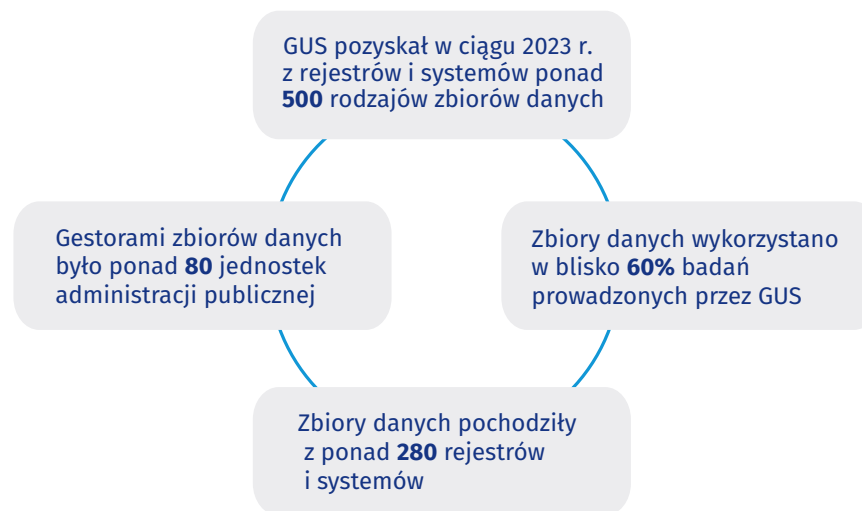 GUS pozyskał w ciągu 2023 r.
z rejestrów i systemów ponad
500 rodzajów zbiorów danych
Gestorami zbiorów danych
było ponad 80 jednostek
administracji publicznej
Zbiory danych wykorzystano
w blisko 60% badań
prowadzonych przez GUS
Zbiory danych pochodziły
z ponad 280 rejestrów
i systemów